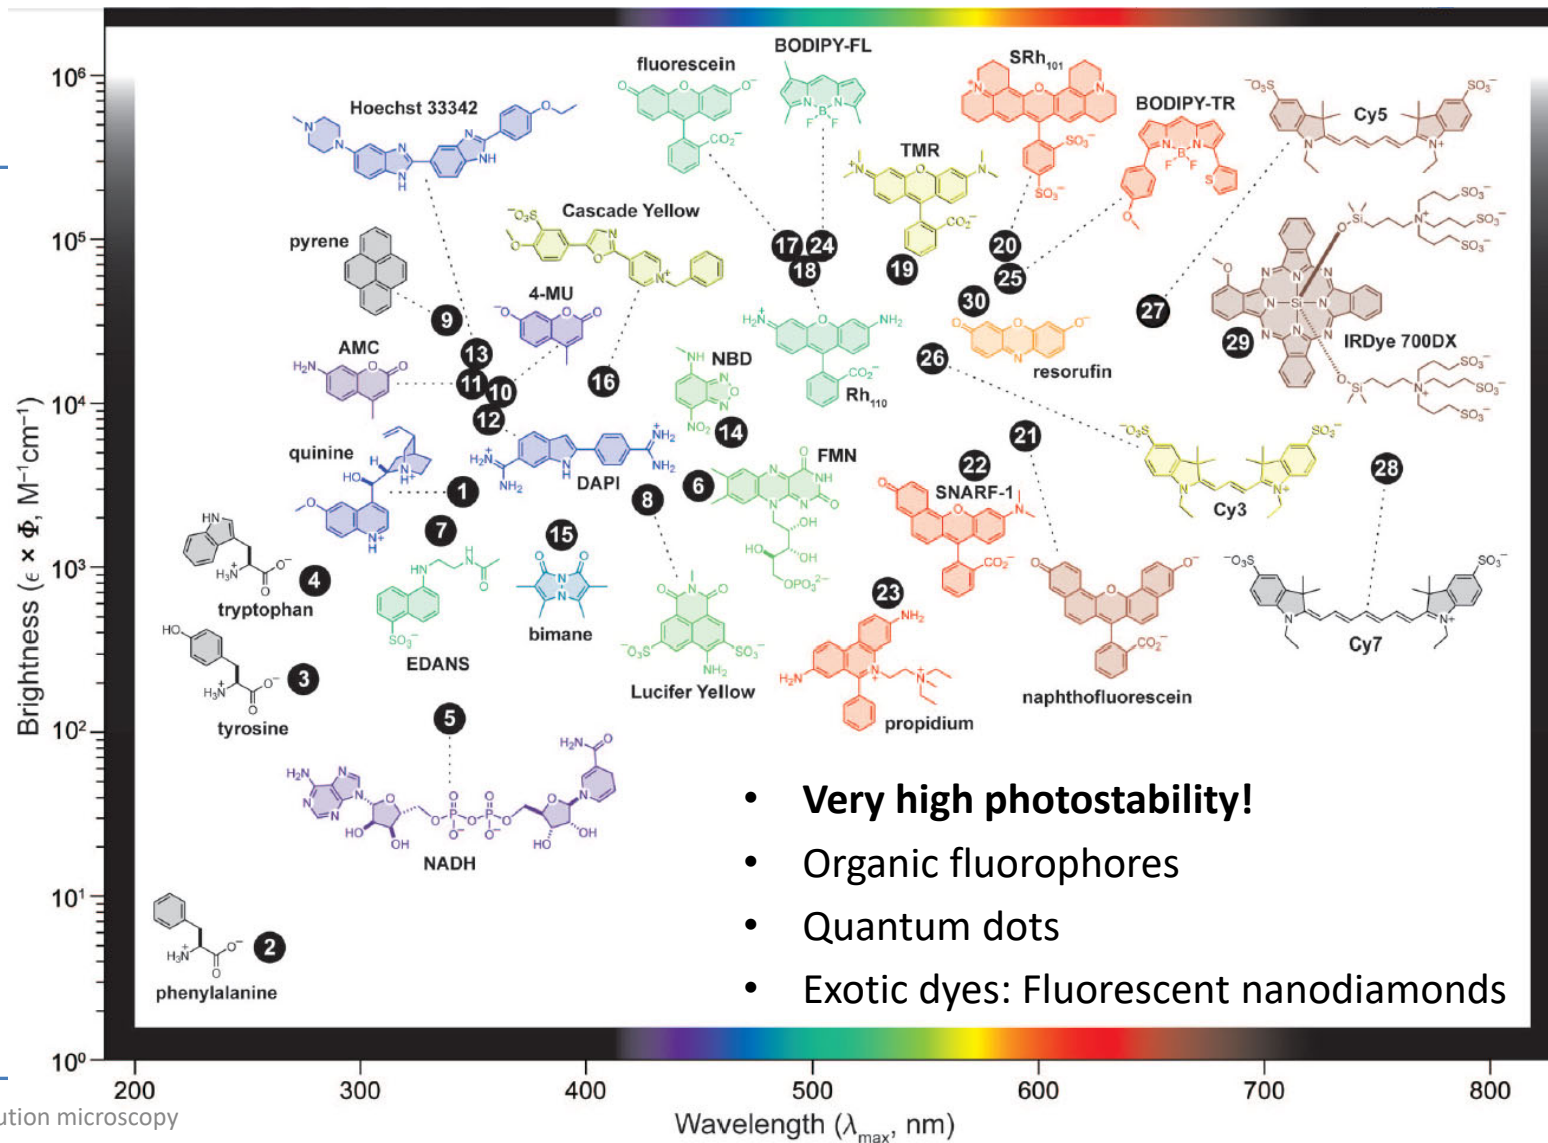 BODIPY-FL
fluorescein
SRh101
10⁶
Hoechst 33342
BODIPY-TR
Cy5
TMR
Cascade Yellow
10⁵
pyrene
17 24
20
18
19
25
4-MU
30
9
27
AMC
13
NBD
26
29
IRDye 700DX
11 10
16
resorufin
Rh110
10⁴
12
14
21
quinine
FMN
22
28
DAPI
6
SNARF-1
1
8
Cy3
7
15
10³
4
tryptophan
23
bimane
Cy7
EDANS
3
Lucifer Yellow
naphthofluorescein
5
propidium
tyrosine
10²
• Very high photostability!
NADH
• Organic fluorophores
10¹
• Quantum dots
2
phenylalanine
• Exotic dyes: Fluorescent nanodiamonds
10⁰
Brightness (ϵ × Φ, M⁻¹cm⁻¹)
200 300 400 500 600 700 800
Wavelength (λmax, nm)
ution microscopy